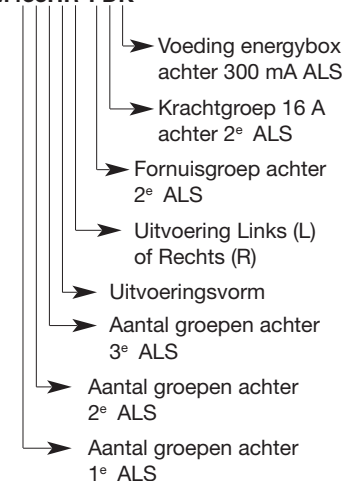 Voeding energybox
achter 300 mA ALS
Krachtgroep 16 A
achter 2e ALS
Fornuisgroep achter
2e ALS
Uitvoering Links (L)
of Rechts (R)
Uitvoeringsvorm
Aantal groepen achter
3e ALS
Aantal groepen achter
2e ALS
Aantal groepen achter
1e ALS